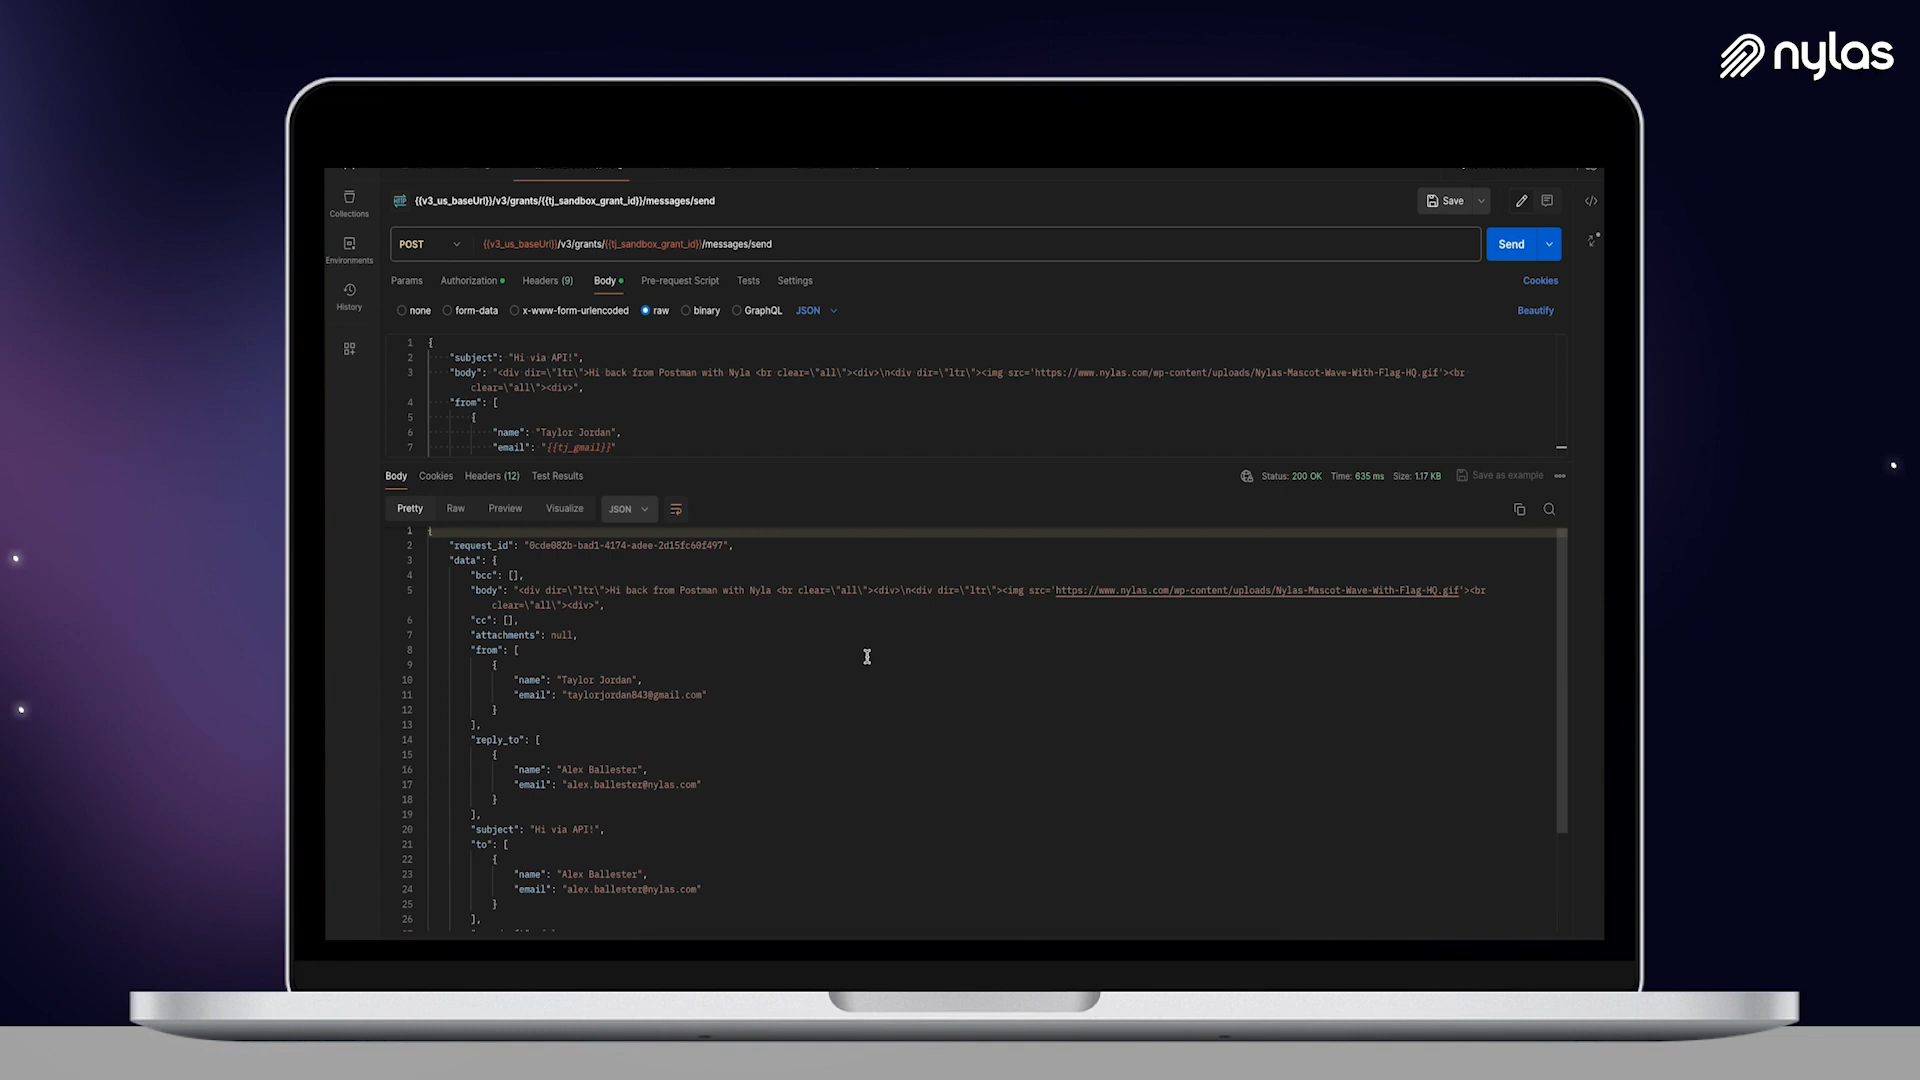 nylas
Collections
Environments
History
HTTP {{v3_us_baseUrl}}/v3/grants/{{tj_sandbox_grant_id}}/messages/send
Save
POST {{v3_us_baseUrl}}/v3/grants/{{tj_sandbox_grant_id}}/messages/send Send
Params Authorization Headers (9) Body Pre-request Script Tests Settings Cookies
none form-data x-www-form-urlencoded raw binary GraphQL JSON Beautify
1 {
2 "subject": "Hi via API!",
3 "body": "<div dir=\"ltr\">Hi back from Postman with Nyla <br clear=\"all\"><div>\n<div dir=\"ltr\"><img src='https://www.nylas.com/wp-content/uploads/Nylas-Mascot-Wave-With-Flag-HQ.gif'><br
clear=\"all\"><div>",
4 "from": [
5 {
6 "name": "Taylor Jordan",
7 "email": "{{tj_gmail}}"
Body Cookies Headers (12) Test Results Status: 200 OK Time: 635 ms Size: 1.17 KB Save as example
Pretty Raw Preview Visualize JSON
1 {
2 "request_id": "0cde082b-bad1-4174-adee-2d15fc60f497",
3 "data": {
4 "bcc": [],
5 "body": "<div dir=\"ltr\">Hi back from Postman with Nyla <br clear=\"all\"><div>\n<div dir=\"ltr\"><img src='https://www.nylas.com/wp-content/uploads/Nylas-Mascot-Wave-With-Flag-HQ.gif'><br
clear=\"all\"><div>",
6 "cc": [],
7 "attachments": null,
8 "from": [
9 {
10 "name": "Taylor Jordan",
11 "email": "taylorjordan843@gmail.com"
12 }
13 ],
14 "reply_to": [
15 {
16 "name": "Alex Ballester",
17 "email": "alex.ballester@nylas.com"
18 }
19 ],
20 "subject": "Hi via API!",
21 "to": [
22 {
23 "name": "Alex Ballester",
24 "email": "alex.ballester@nylas.com"
25 }
26 ],